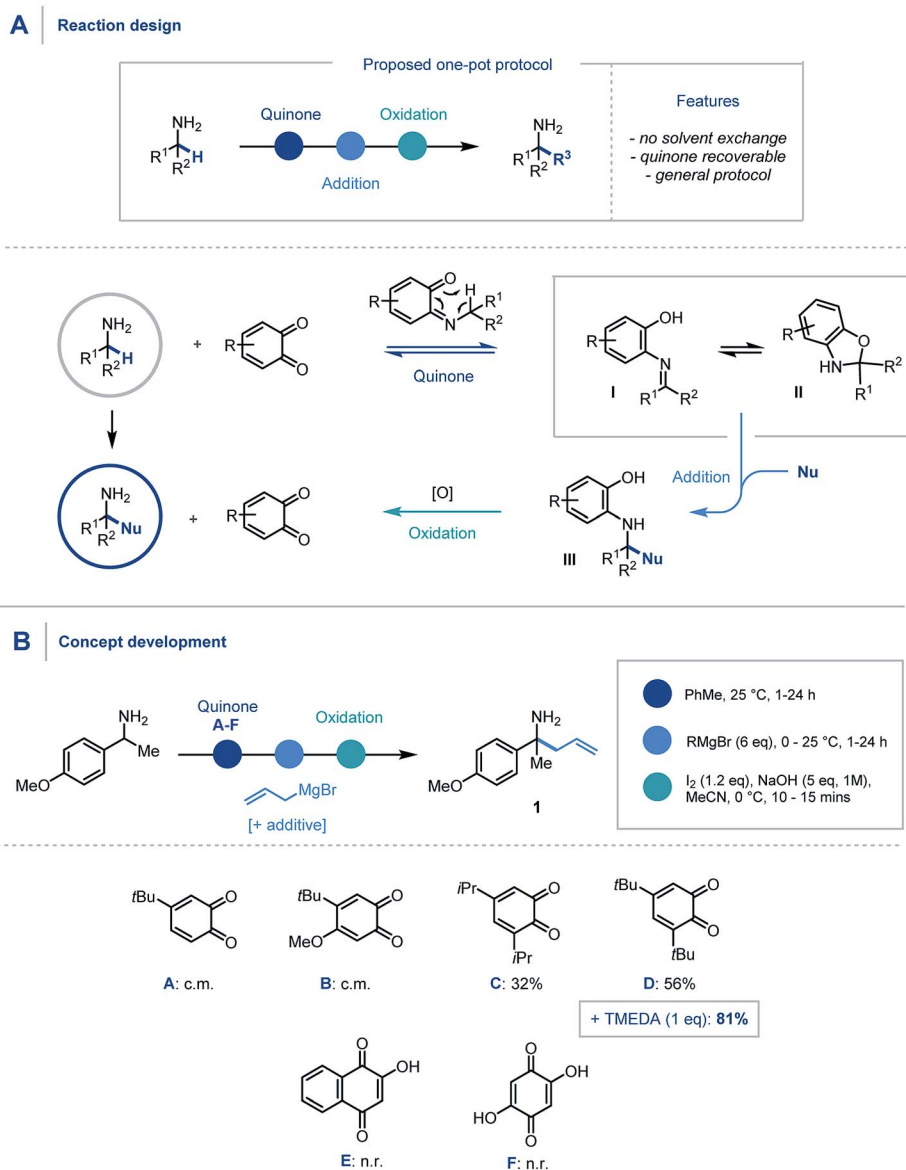 A Reaction design
Proposed one-pot protocol
NH₂
R¹
H
R²
Quinone
Oxidation
Addition
NH₂
R¹
R³
R²
Features
- no solvent exchange
- quinone recoverable
- general protocol
NH₂
R¹
H
R²
+
R
O
O
R
O
H
N
R¹
R²
Quinone
R
OH
N
R¹
R²
I
R
O
HN
R²
R¹
II
Addition
Nu
NH₂
R¹
Nu
R²
+
R
O
O
[O]
Oxidation
R
OH
NH
R¹
Nu
R²
III
B Concept development
NH₂
Me
MeO
Quinone
A-F
Oxidation
MgBr
[+ additive]
NH₂
Me
MeO
1
PhMe, 25 °C, 1-24 h
RMgBr (6 eq), 0 - 25 °C, 1-24 h
I₂ (1.2 eq), NaOH (5 eq, 1M),
MeCN, 0 °C, 10 - 15 mins
tBu
O
O
A: c.m.
tBu
O
MeO
O
B: c.m.
iPr
O
O
iPr
C: 32%
tBu
O
O
tBu
D: 56%
+ TMEDA (1 eq): 81%
O
OH
O
E: n.r.
O
OH
HO
O
F: n.r.